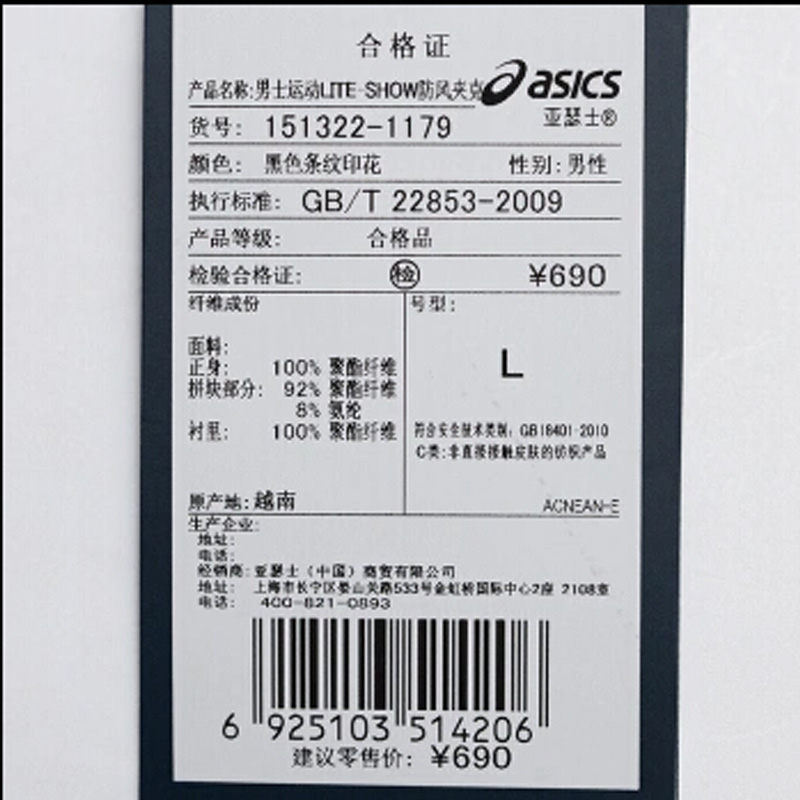 合格证
产品名称:男士运动LITE-SHOW防风夹克
asics
亚瑟士®
货号: 151322-1179
颜色: 黑色条纹印花 性别:男性
执行标准: GB/T 22853-2009
产品等级: 合格品
检验合格证: 检 ¥690
纤维成份
面料:
正身: 100% 聚酯纤维
拼块部分: 92% 聚酯纤维
8% 氨纶
衬里: 100% 聚酯纤维
号型:
L
符合安全技术类别: GB18401-2010
C类:非直接接触皮肤的纺织产品
原产地:越南
ACNEAN-E
生产企业:
地址:
电话:
经销商:亚瑟士(中国)商贸有限公司
地址: 上海市长宁区娄山关路533号金虹桥国际中心2座 2108室
电话: 400-821-0893
6 925103 514206
建议零售价: ¥690